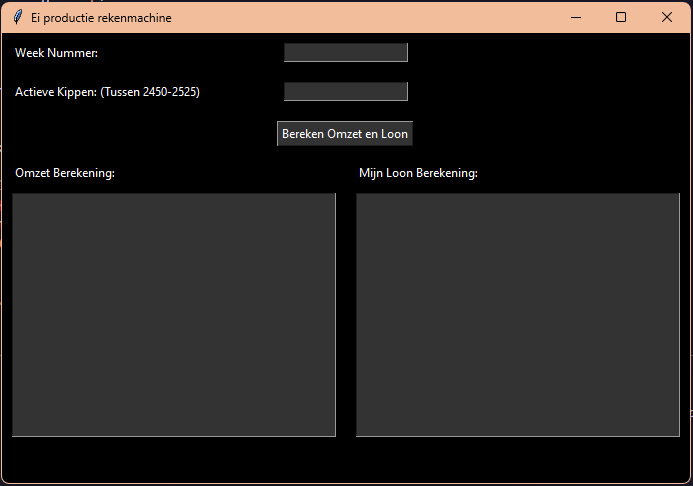 Ei productie rekenmachine
Week Nummer:
Actieve Kippen: (Tussen 2450-2525)
Bereken Omzet en Loon
Omzet Berekening:
Mijn Loon Berekening: